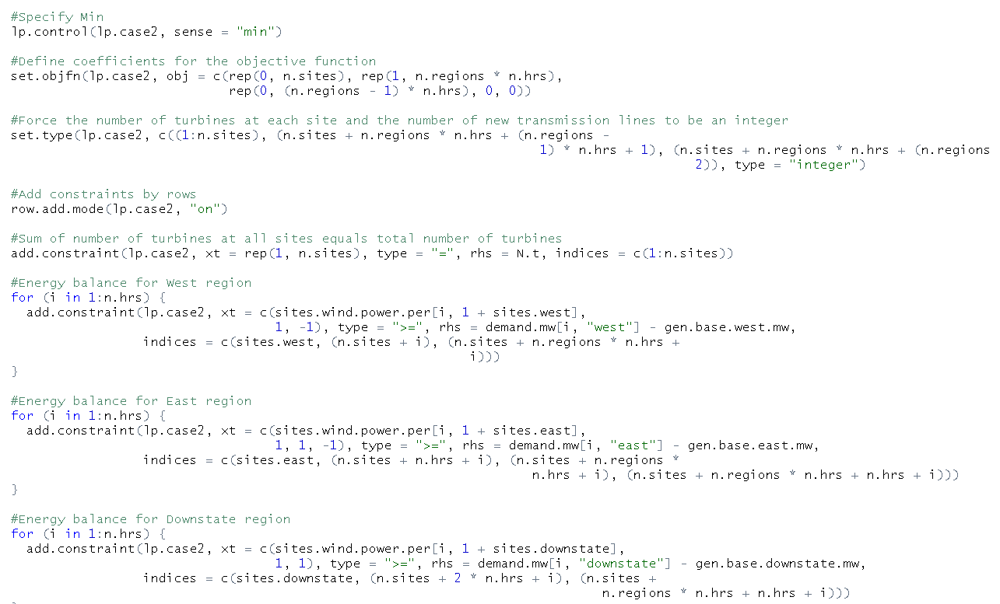 #Specify Min
lp.control(lp.case2, sense = "min")
#Define coefficients for the objective function
set.objfn(lp.case2, obj = c(rep(0, n.sites), rep(1, n.regions * n.hrs),
rep(0, (n.regions - 1) * n.hrs), 0, 0))
#Force the number of turbines at each site and the number of new transmission lines to be an integer
set.type(lp.case2, c((1:n.sites), (n.sites + n.regions * n.hrs + (n.regions -
1) * n.hrs + 1), (n.sites + n.regions * n.hrs + (n.regions
2)), type = "integer")
#Add constraints by rows
row.add.mode(lp.case2, "on")
#Sum of number of turbines at all sites equals total number of turbines
add.constraint(lp.case2, xt = rep(1, n.sites), type = "=", rhs = N.t, indices = c(1:n.sites))
#Energy balance for West region
for (i in 1:n.hrs) {
add.constraint(lp.case2, xt = c(sites.wind.power.per[i, 1 + sites.west],
1, -1), type = ">=", rhs = demand.mw[i, "west"] - gen.base.west.mw,
indices = c(sites.west, (n.sites + i), (n.sites + n.regions * n.hrs +
i)))
}
#Energy balance for East region
for (i in 1:n.hrs) {
add.constraint(lp.case2, xt = c(sites.wind.power.per[i, 1 + sites.east],
1, 1, -1), type = ">=", rhs = demand.mw[i, "east"] - gen.base.east.mw,
indices = c(sites.east, (n.sites + n.hrs + i), (n.sites + n.regions *
n.hrs + i), (n.sites + n.regions * n.hrs + n.hrs + i)))
}
#Energy balance for Downstate region
for (i in 1:n.hrs) {
add.constraint(lp.case2, xt = c(sites.wind.power.per[i, 1 + sites.downstate],
1, 1), type = ">=", rhs = demand.mw[i, "downstate"] - gen.base.downstate.mw,
indices = c(sites.downstate, (n.sites + 2 * n.hrs + i), (n.sites +
n.regions * n.hrs + n.hrs + i)))